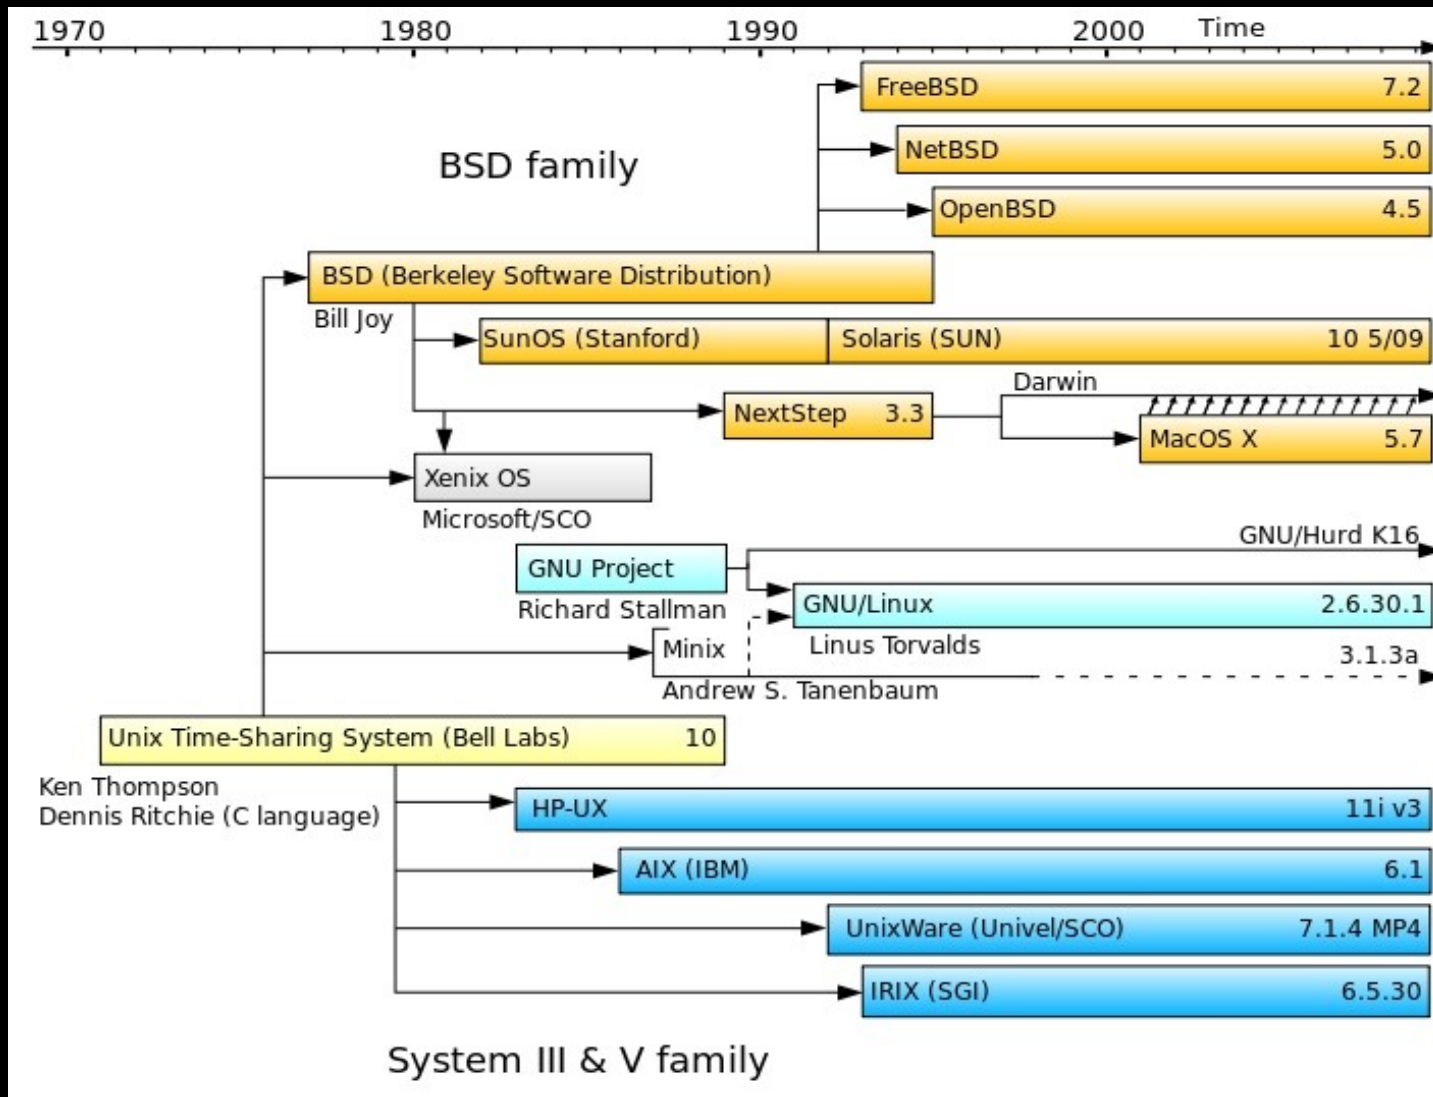 1970 1980 1990 2000 Time
FreeBSD 7.2
NetBSD 5.0
BSD family
OpenBSD 4.5
BSD (Berkeley Software Distribution)
Bill Joy
SunOS (Stanford) Solaris (SUN) 10 5/09
Darwin
NextStep 3.3
MacOS X 5.7
Xenix OS
Microsoft/SCO
GNU/Hurd K16
GNU Project
Richard Stallman
GNU/Linux 2.6.30.1
Linus Torvalds
Minix 3.1.3a
Andrew S. Tanenbaum
Unix Time-Sharing System (Bell Labs) 10
Ken Thompson
Dennis Ritchie (C language)
HP-UX 11i v3
AIX (IBM) 6.1
UnixWare (Univel/SCO) 7.1.4 MP4
IRIX (SGI) 6.5.30
System III & V family